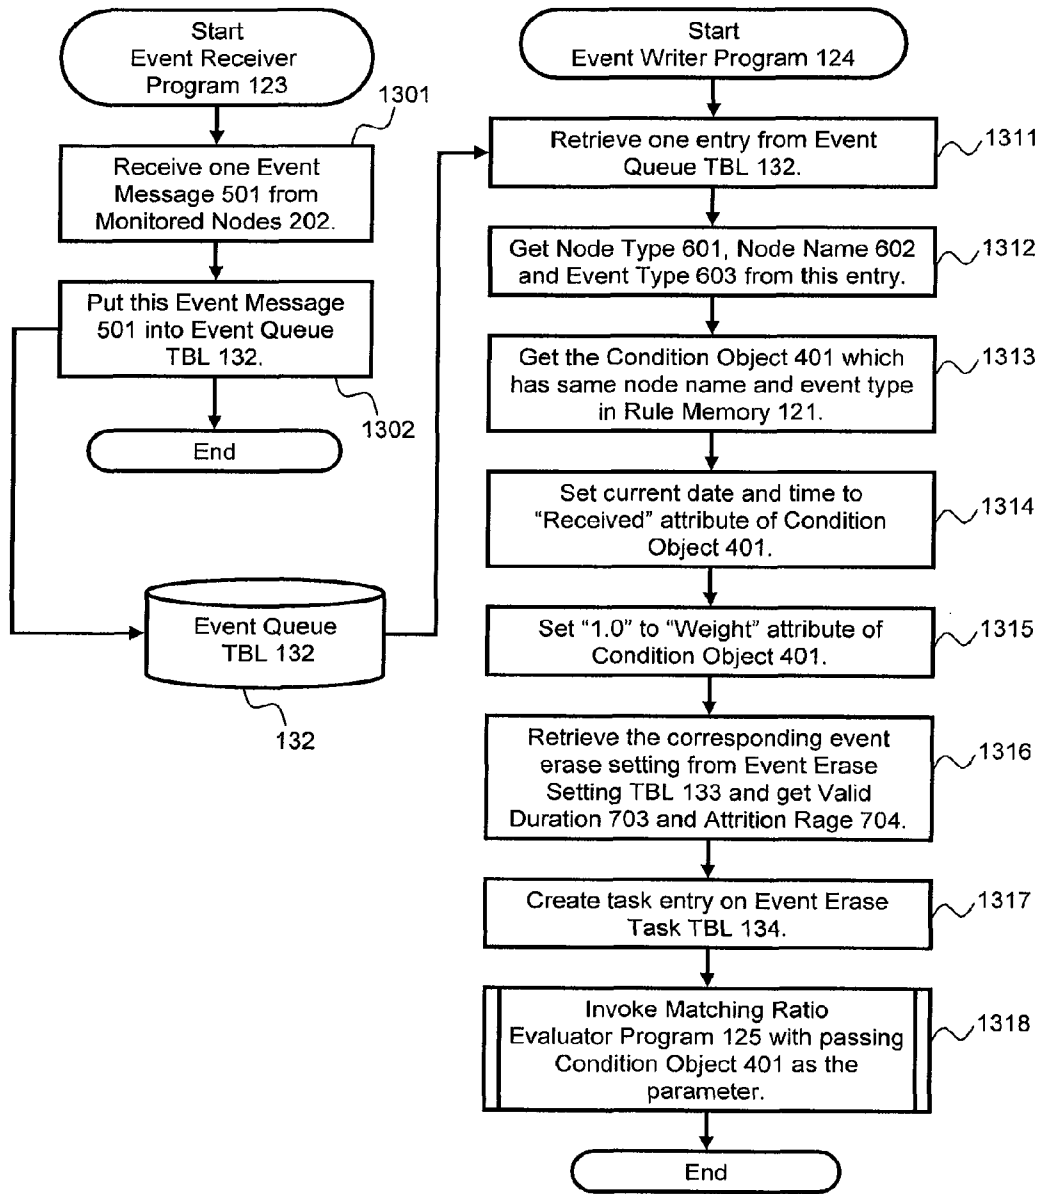 Start
Event Receiver
Program 123
1301
Receive one Event
Message 501 from
Monitored Nodes 202.
Put this Event Message
501 into Event Queue
TBL 132.
1302
End
Event Queue
TBL 132
132
Start
Event Writer Program 124
Retrieve one entry from Event
Queue TBL 132.
1311
Get Node Type 601, Node Name 602
and Event Type 603 from this entry.
1312
Get the Condition Object 401 which
has same node name and event type
in Rule Memory 121.
1313
Set current date and time to
“Received” attribute of Condition
Object 401.
1314
Set “1.0” to “Weight” attribute of
Condition Object 401.
1315
Retrieve the corresponding event
erase setting from Event Erase
Setting TBL 133 and get Valid
Duration 703 and Attrition Rage 704.
1316
Create task entry on Event Erase
Task TBL 134.
1317
Invoke Matching Ratio
Evaluator Program 125 with passing
Condition Object 401 as the
parameter.
1318
End